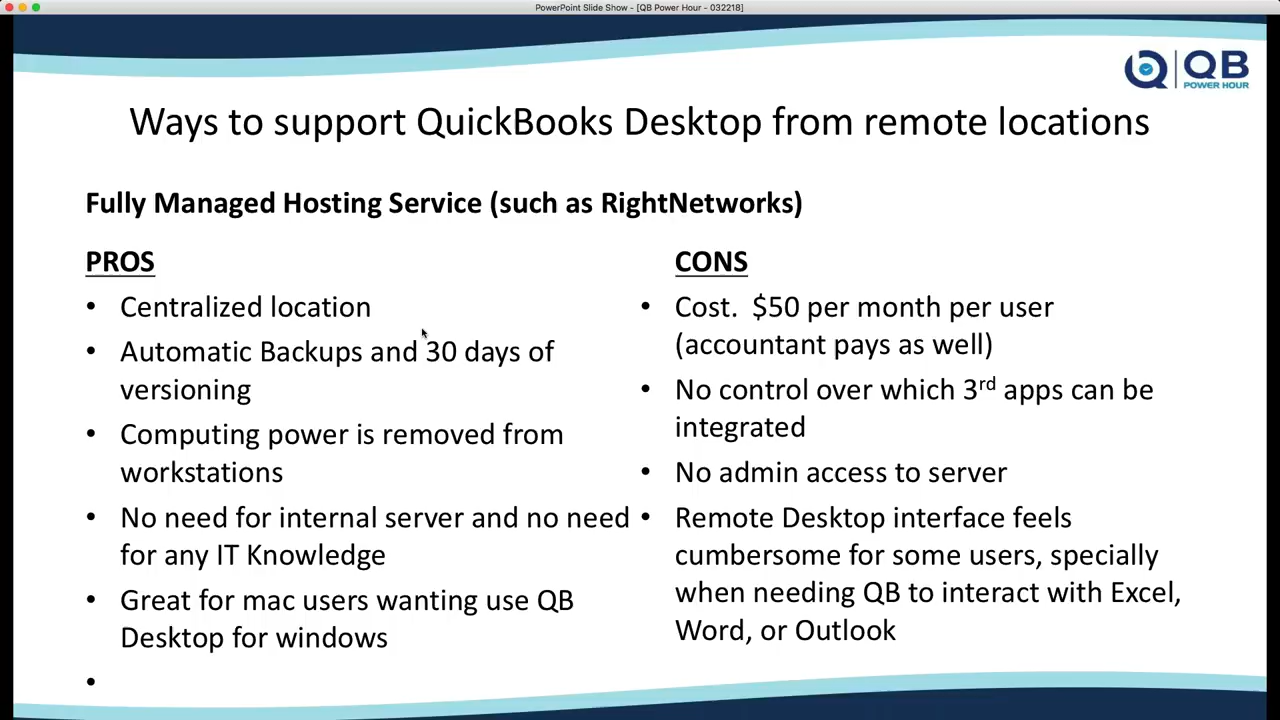 PowerPoint Slide Show - [QB Power Hour - 032218]
QB
POWER HOUR
Ways to support QuickBooks Desktop from remote locations
Fully Managed Hosting Service (such as RightNetworks)
PROS
• Centralized location
• Automatic Backups and 30 days of
versioning
• Computing power is removed from
workstations
• No need for internal server and no need
for any IT Knowledge
• Great for mac users wanting use QB
Desktop for windows
•
CONS
• Cost. $50 per month per user
(accountant pays as well)
• No control over which 3rd apps can be
integrated
• No admin access to server
• Remote Desktop interface feels
cumbersome for some users, specially
when needing QB to interact with Excel,
Word, or Outlook